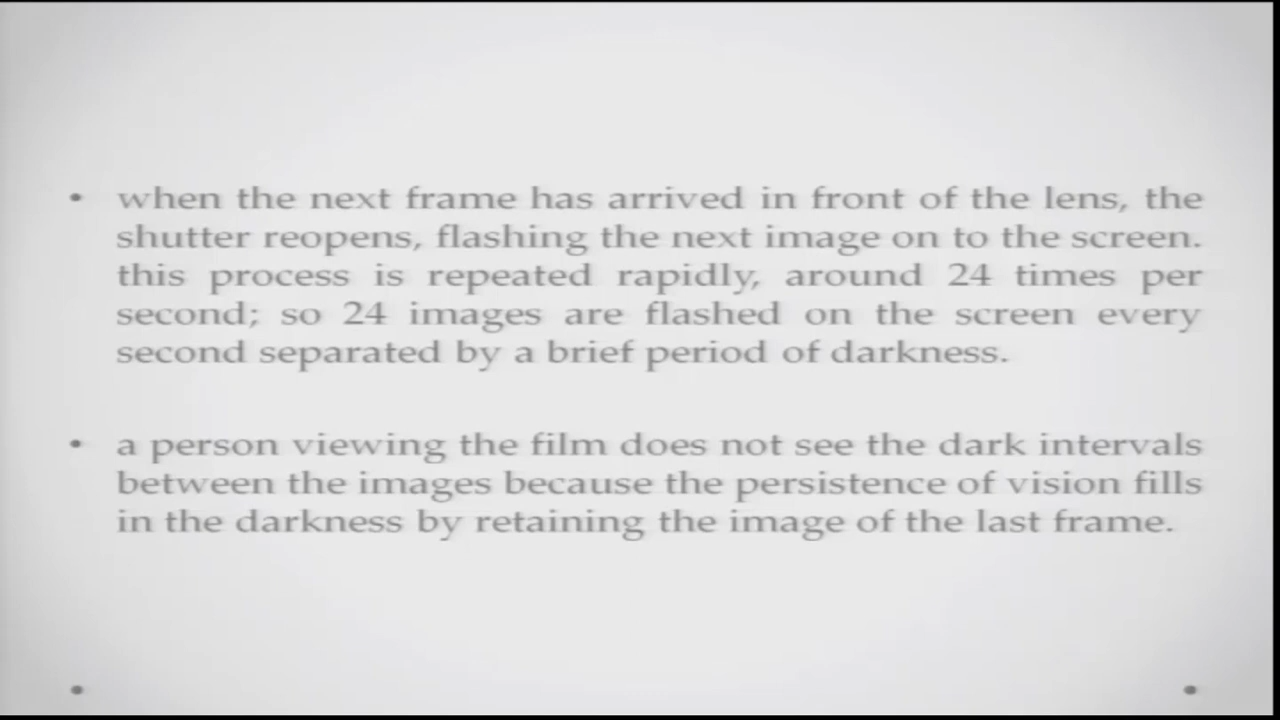 • when the next frame has arrived in front of the lens, the
shutter reopens, flashing the next image on to the screen.
this process is repeated rapidly, around 24 times per
second; so 24 images are flashed on the screen every
second separated by a brief period of darkness.
• a person viewing the film does not see the dark intervals
between the images because the persistence of vision fills
in the darkness by retaining the image of the last frame.